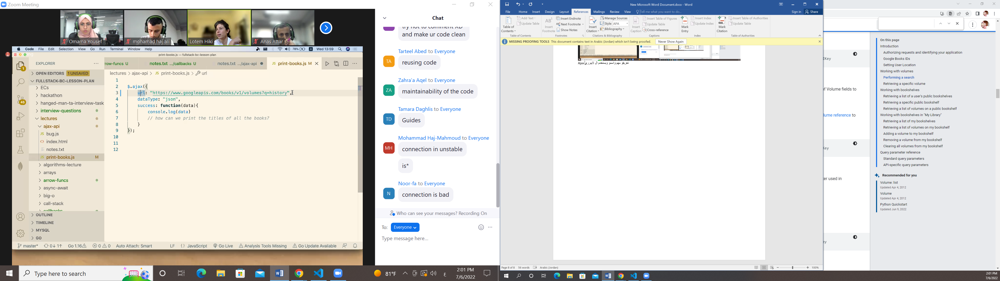 Zoom Meeting
Omama Yousef
mohamad haj ali
Lotem Hiki
Anas Attar
Code File Edit Selection View Go Run Terminal Window Help
78%
Wed 13:59
print-books.js — fullstack-bc-lesson-plan
EXPLORER
row-funcs U
notes.txt .../callbacks U
notes.txt .../ajax-api
JS print-books.js M
OPEN EDITORS 1 UNSAVED
lectures > ajax-api > JS print-books.js > url
FULLSTACK-BC-LESSON-PLAN
ECs
hackathon
hanged-man-ta-interview-task
interview-questions
lectures
ajax-api
JS bug.js
index.html
notes.txt
JS print-books.js M
algorithms-lecture
arrays
arrow-funcs
async-await
big-o
call-stack
callbacks
OUTLINE
TIMELINE
MYSQL
GO
1
45
1
2 $.ajax({
3 url: "https://www.googleapis.com/books/v1/volumes?q=history",
4 dataType: "json",
5 success: function(data){
6 console.log(data)
7 // how can we print the titles of all the books?
8 }
9 });
10
11
12
master* 0↓ 1↑ Go 1.16 0 0 Auto Attach: Smart LF {} JavaScript Go Live Analysis Tools Missing Go Update Available
Chat
try not to comment XD
and make ur code clean
Tarteel Abed to Everyone
TA
reusing code
Zahra'a Aqel to Everyone
ZA
maintainability of the code
Tamara Daghlis to Everyone
TD
Guides
Mohammad Haj-Mahmoud to Everyone
MH
connection in unstable
is*
Noor-fa to Everyone
N
connection is bad
Who can see your messages? Recording On
To: Everyone
Type message here...
Type here to search
81°F
ع
2:01 PM
7/6/2022
New Microsoft Word Document.docx - Word
File Home Insert Design Layout References Mailings Review View Tell me what you want to do... Sign in Share
Table of Contents
Add Text
Update Table
Table of Contents
AB¹ Insert Footnote
Insert Endnote
Next Footnote
Show Notes
Footnotes
Insert Citation
Manage Sources
Style: APA
Bibliography
Citations & Bibliography
Insert Caption
Insert Table of Figures
Update Table
Cross-reference
Captions
Mark Entry
Insert Index
Update Index
Index
Mark Citation
Insert Table of Authorities
Update Table
Table of Authorities
MISSING PROOFING TOOLS This document contains text in Arabic (Jordan) which isn't being proofed. Never Show Again
Ajax تعريفو مهم واسمو وبستخدم ال لايبرري
Page 8 of 8 56 words Arabic (Jordan) 100%
On this page
Introduction
Authorizing requests and identifying your application
Google Books IDs
Setting User Location
Working with volumes
Performing a search
Retrieving a specific volume
Working with bookshelves
Retrieving a list of a user's public bookshelves
Retrieving a specific public bookshelf
Retrieving a list of volumes on a public bookshelf
Working with bookshelves in "My Library"
Retrieving a list of my bookshelves
Retrieving a list of volumes on my bookshelf
Adding a volume to my bookshelf
Removing a volume from my bookshelf
Clearing all volumes from my bookshelf
Query parameter reference
Standard query parameters
API-specific query parameters
Recommended for you
Volume: list
Updated Apr 4, 2012
Volume
Updated Apr 4, 2012
Python Quickstart
Updated Jun 9, 2022
of Volume fields to
lume reference to
ter used in
2:01 PM
7/6/2022